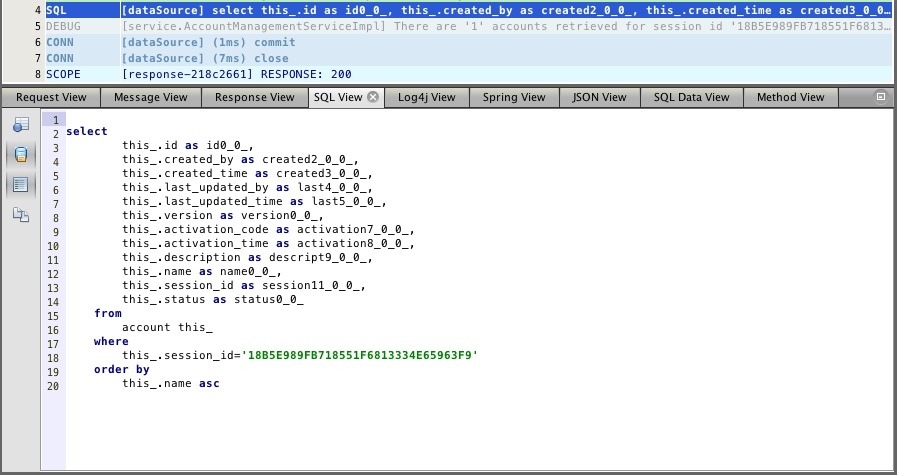 4 SQL [dataSource] select this_.id as id0_0_, this_.created_by as created2_0_0_, this_.created_time as created3_0_0…
5 DEBUG [service.AccountManagementServiceImpl] There are '1' accounts retrieved for session id '18B5E989FB718551F6813…
6 CONN [dataSource] (1ms) commit
7 CONN [dataSource] (7ms) close
8 SCOPE [response-218c2661] RESPONSE: 200
Request View Message View Response View SQL View Log4j View Spring View JSON View SQL Data View Method View
1
2 select
3 this_.id as id0_0_,
4 this_.created_by as created2_0_0_,
5 this_.created_time as created3_0_0_,
6 this_.last_updated_by as last4_0_0_,
7 this_.last_updated_time as last5_0_0_,
8 this_.version as version0_0_,
9 this_.activation_code as activation7_0_0_,
10 this_.activation_time as activation8_0_0_,
11 this_.description as descript9_0_0_,
12 this_.name as name0_0_,
13 this_.session_id as session11_0_0_,
14 this_.status as status0_0_
15 from
16 account this_
17 where
18 this_.session_id='18B5E989FB718551F6813334E65963F9'
19 order by
20 this_.name asc